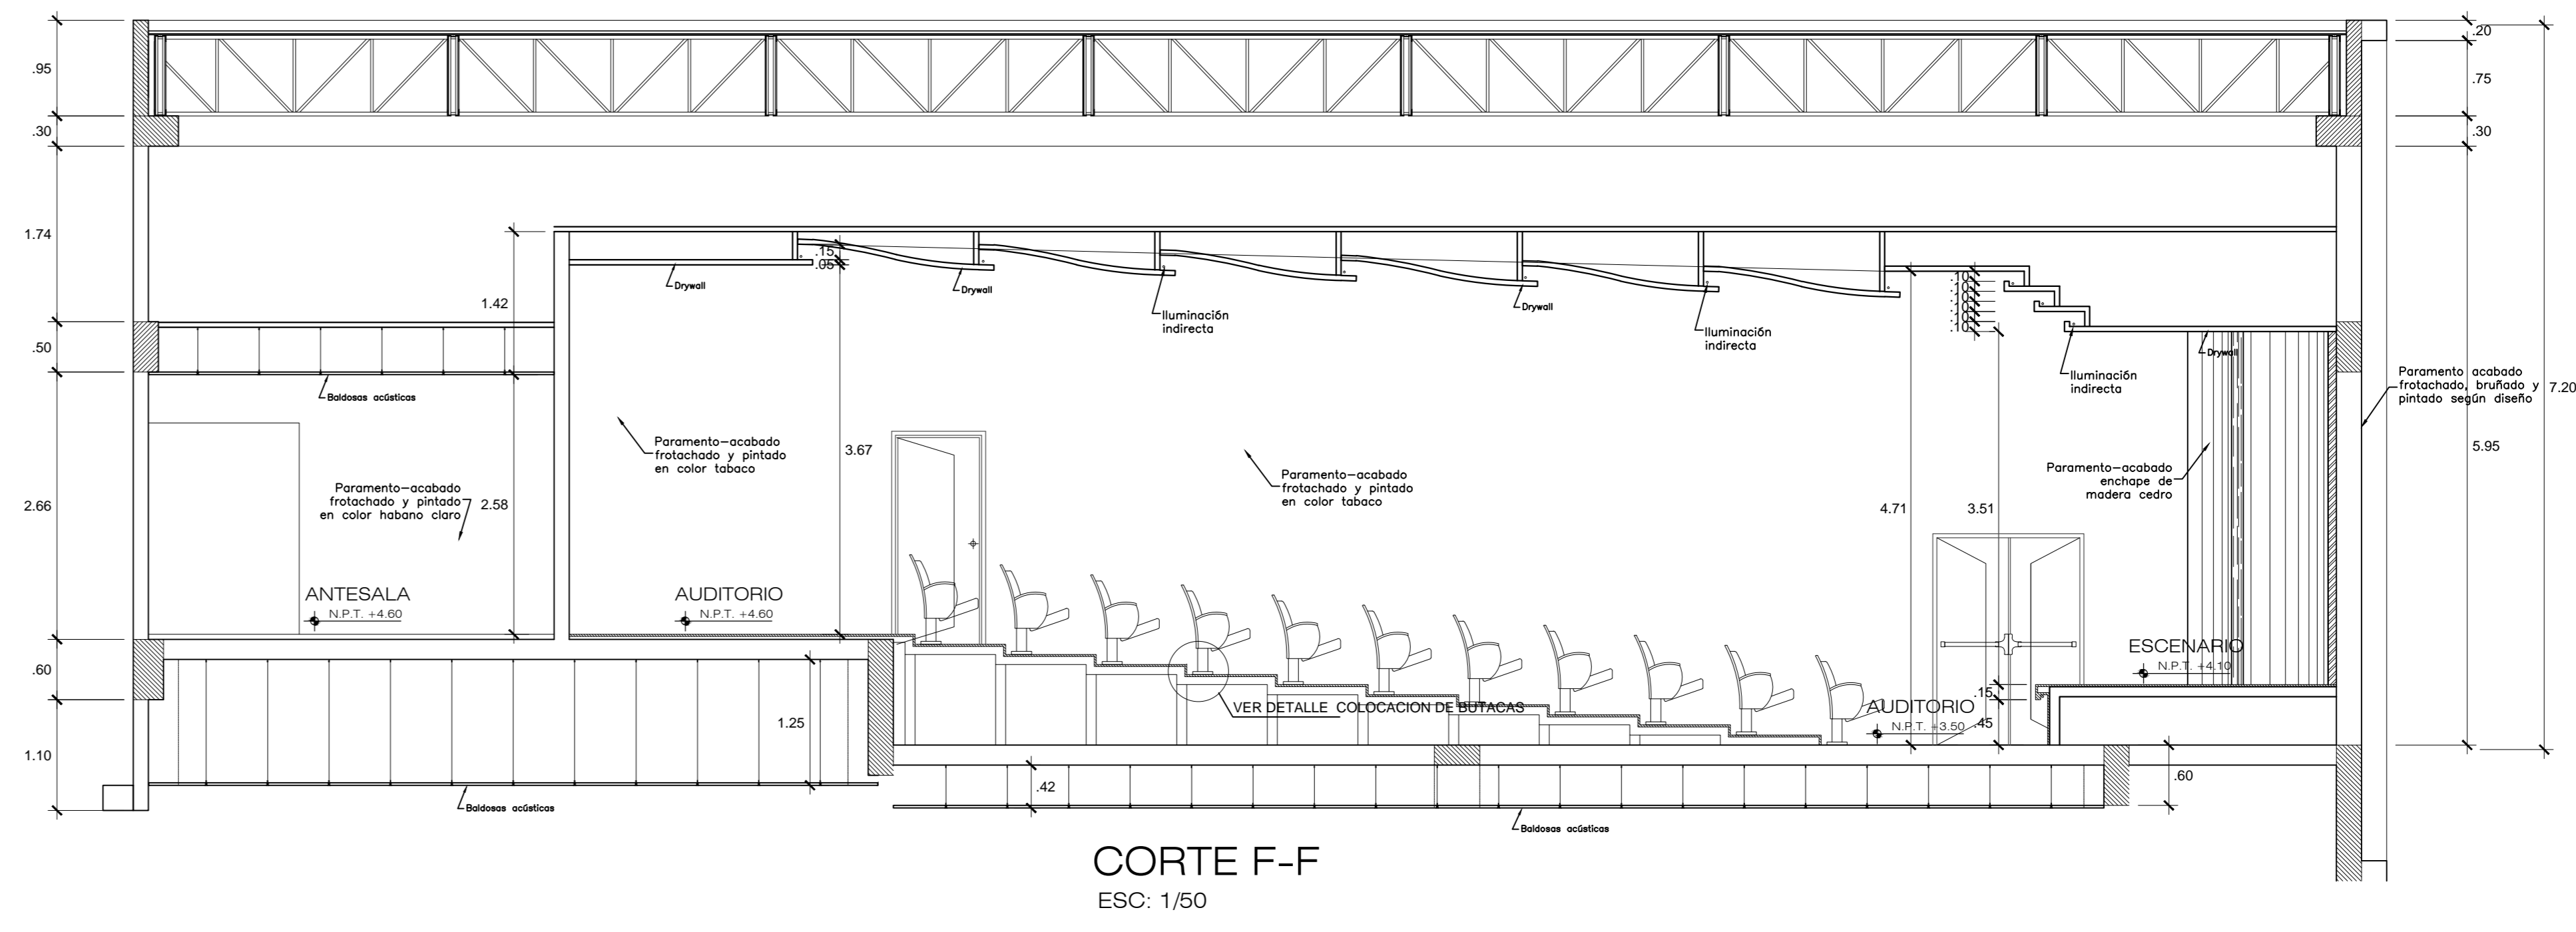 .20
.95
.75
.30
.30
1.74
.15
.05
Drywall
Drywall
Drywall
1.42
.10
.10
.10
.10
.10
.10
Iluminación
indirecta
Iluminación
indirecta
Drywall
.50
Baldosas acústicas
Iluminación
indirecta
Paramento acabado
frotachado, bruñado y
pintado según diseño
7.20
Paramento-acabado
frotachado y pintado
en color tabaco
3.67
Paramento-acabado
frotachado y pintado
en color tabaco
5.95
Paramento-acabado
enchape de
madera cedro
Paramento-acabado
frotachado y pintado
en color habano claro
2.66
2.58
4.71
3.51
ANTESALA
N.P.T. +4.60
AUDITORIO
N.P.T. +4.60
ESCENARIO
N.P.T. +4.10
.60
.15
VER DETALLE COLOCACION DE BUTACAS
AUDITORIO
N.P.T. +3.50
.45
1.25
1.10
.42
.60
Baldosas acústicas
Baldosas acústicas
CORTE F-F
ESC: 1/50